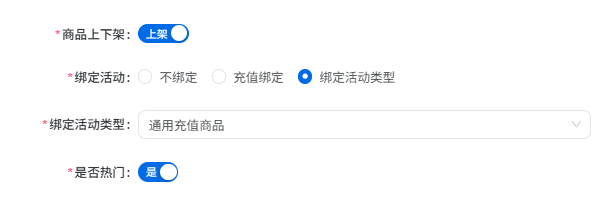 *商品上下架： 上架
*绑定活动： 不绑定 充值绑定 绑定活动类型
*绑定活动类型： 通用充值商品
*是否热门： 是